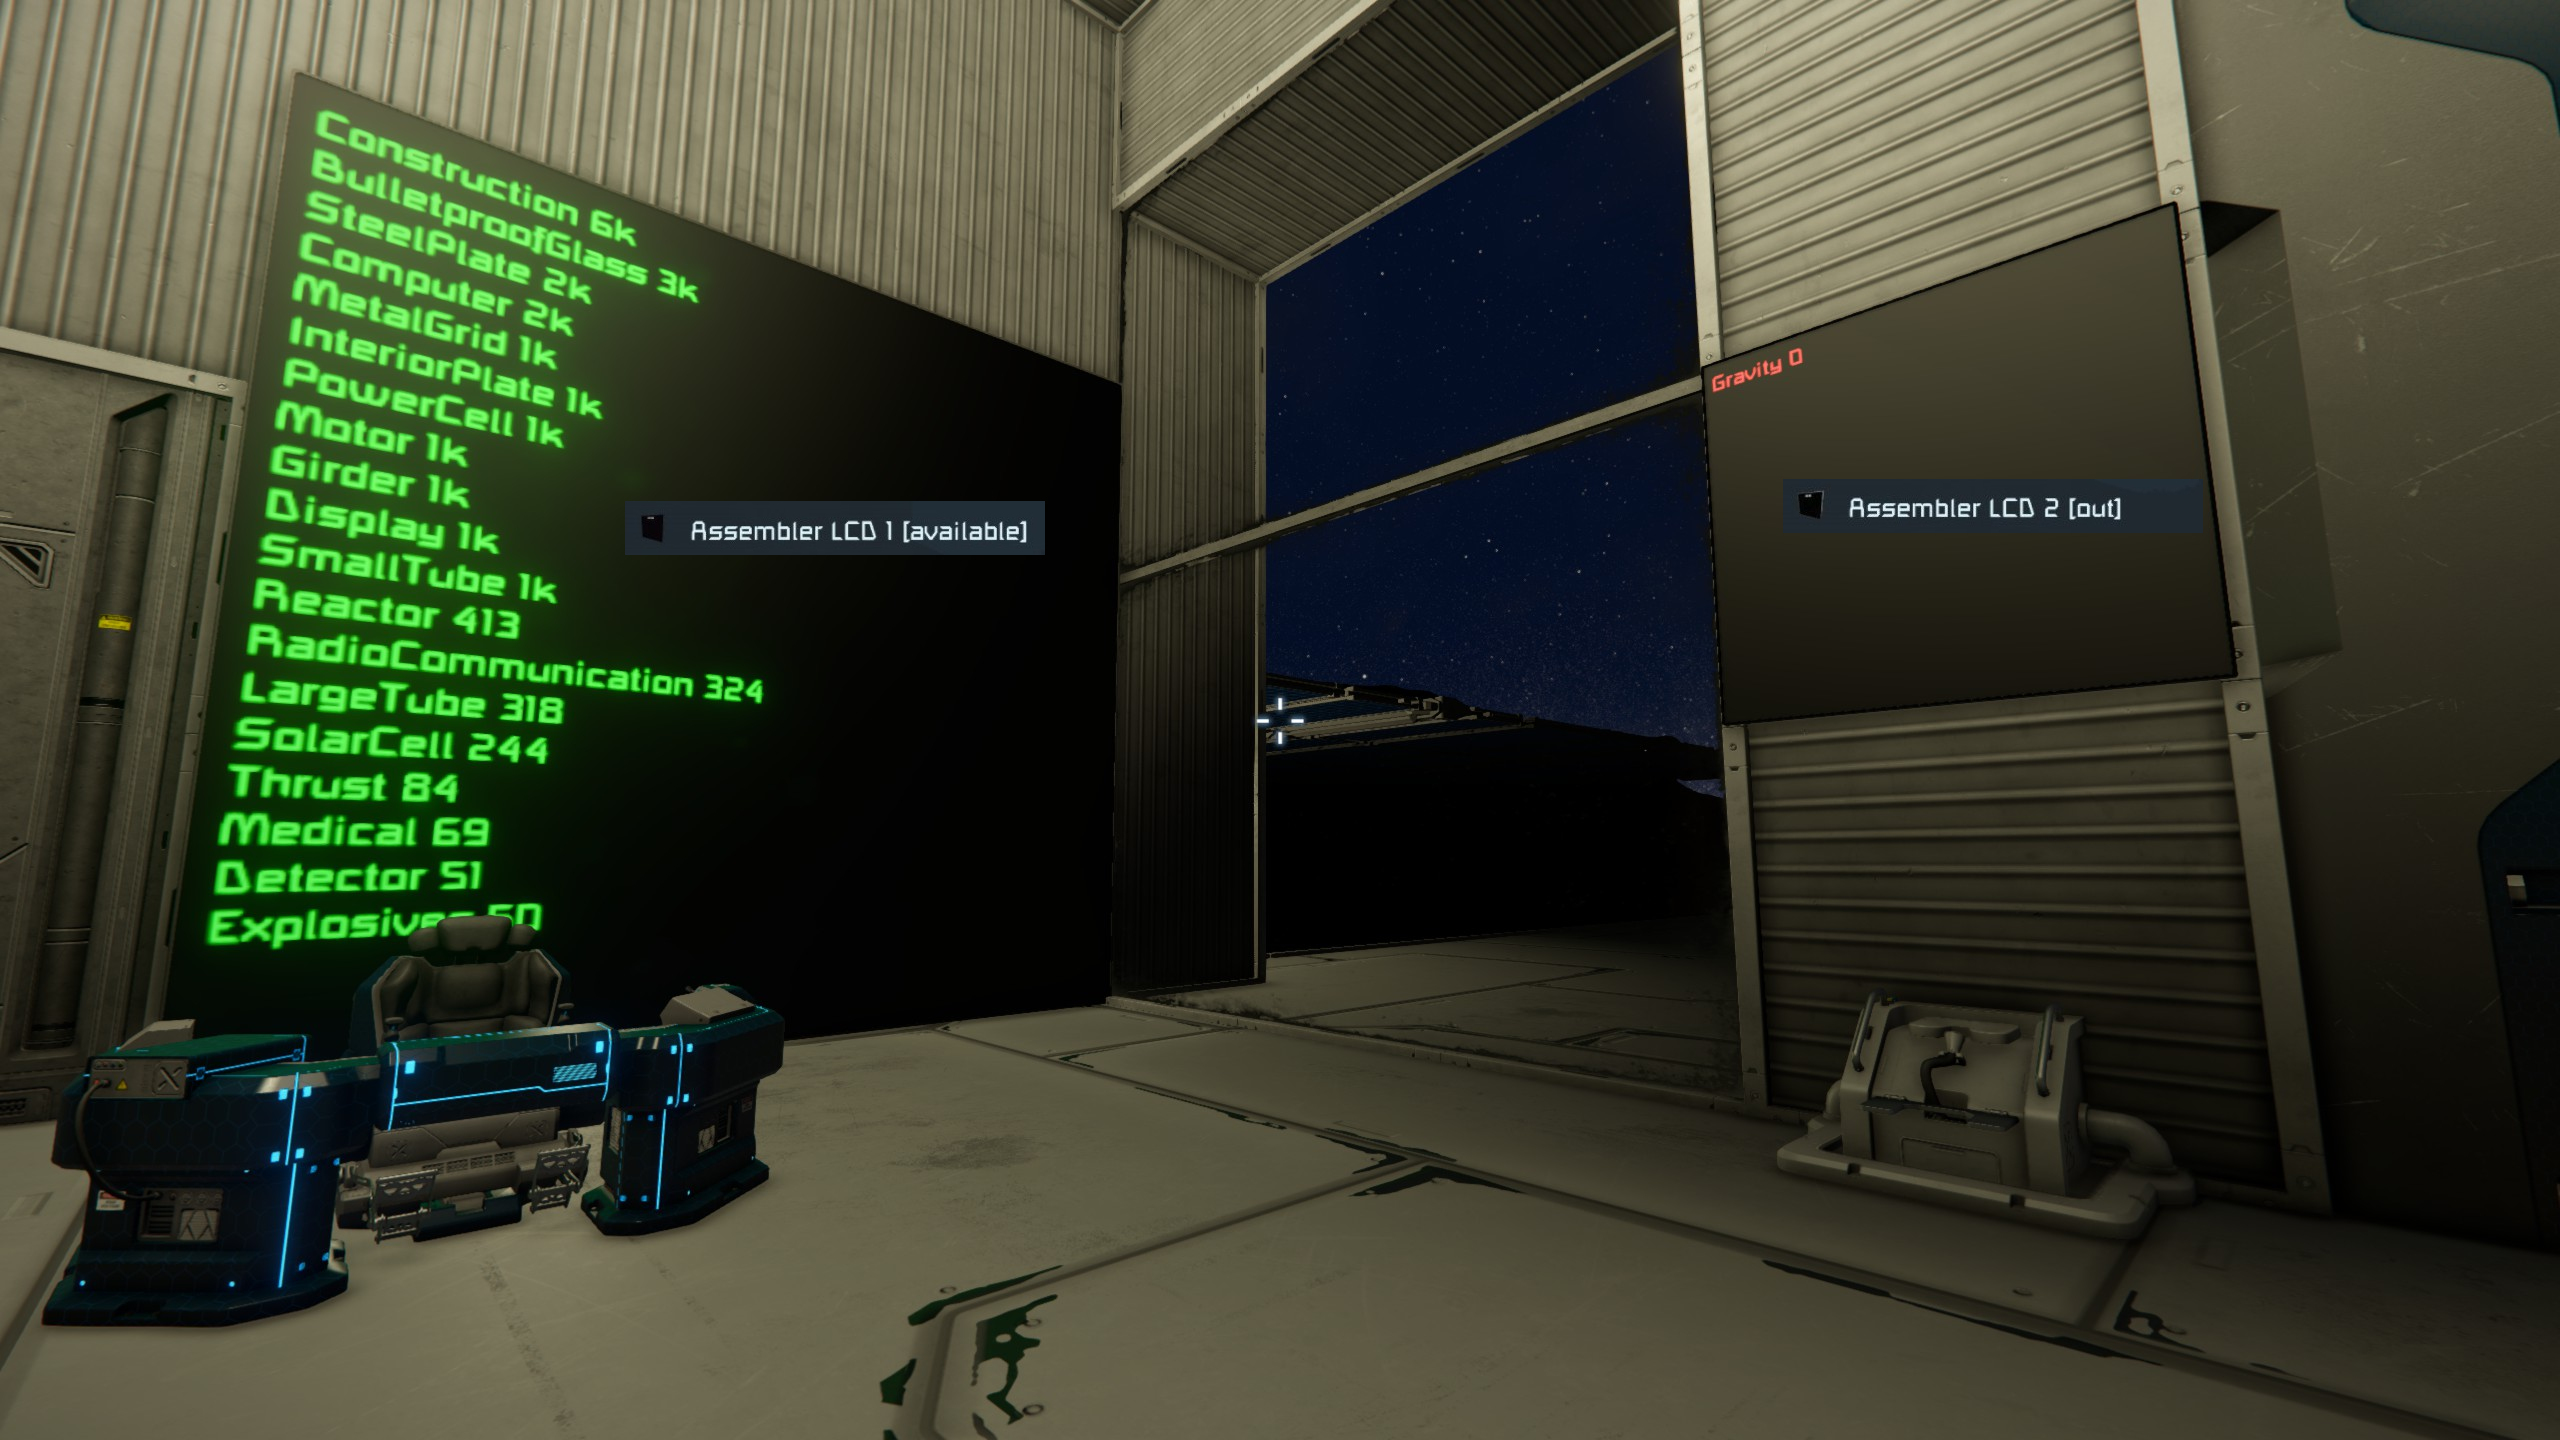 Construction 6k
BulletproofGlass 3k
SteelPlate 2k
Computer 2k
MetalGrid 1k
InteriorPlate 1k
PowerCell 1k
Motor 1k
Girder 1k
Display 1k
SmallTube 1k
Reactor 413
RadioCommunication 324
LargeTube 318
SolarCell 244
Thrust 84
Medical 69
Detector 51
Explosives 50
Assembler LCD 1 [available]
Gravity 0
Assembler LCD 2 [out]